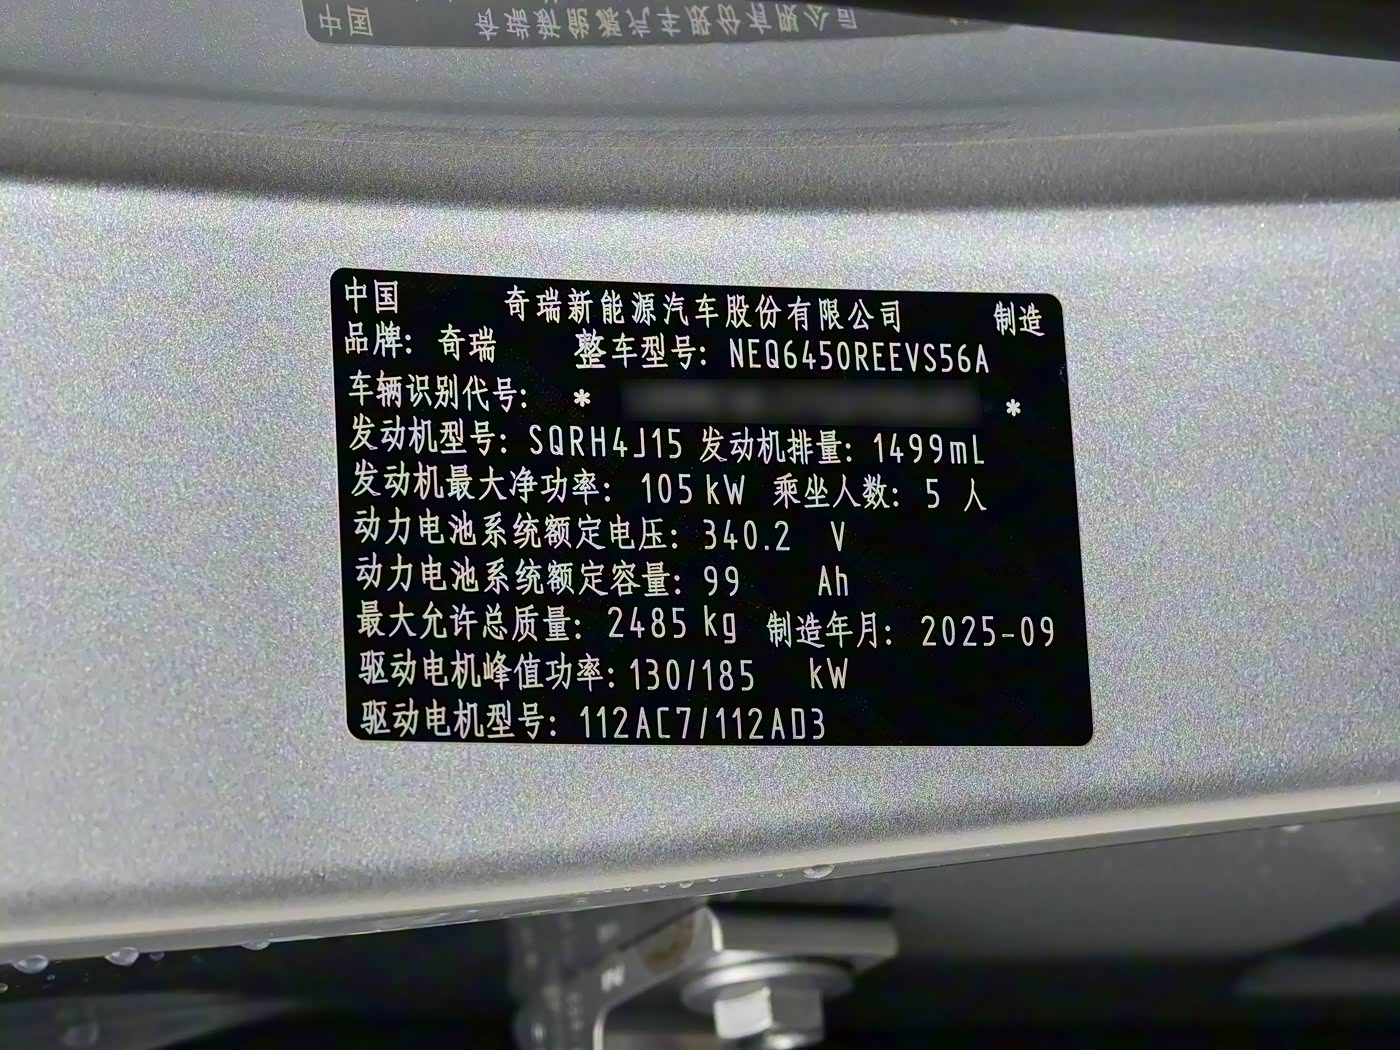 中国 奇瑞新能源汽车股份有限公司 制造
品牌: 奇瑞 整车型号: NEQ6450REEVS56A
车辆识别代号: * *
发动机型号: SQRH4J15 发动机排量: 1499mL
发动机最大净功率: 105 kW 乘坐人数: 5 人
动力电池系统额定电压: 340.2 V
动力电池系统额定容量: 99 Ah
最大允许总质量: 2485 kg 制造年月: 2025-09
驱动电机峰值功率: 130/185 kW
驱动电机型号: 112AC7/112AD3